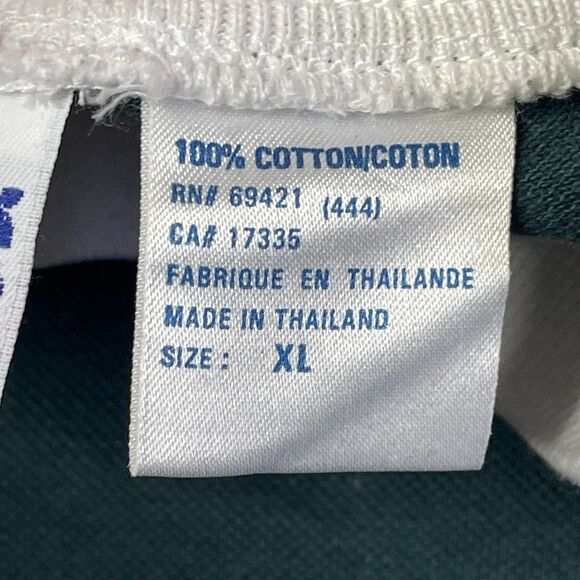 100% COTTON/COTON
RN# 69421 (444)
CA# 17335
FABRIQUE EN THAILANDE
MADE IN THAILAND
SIZE: XL